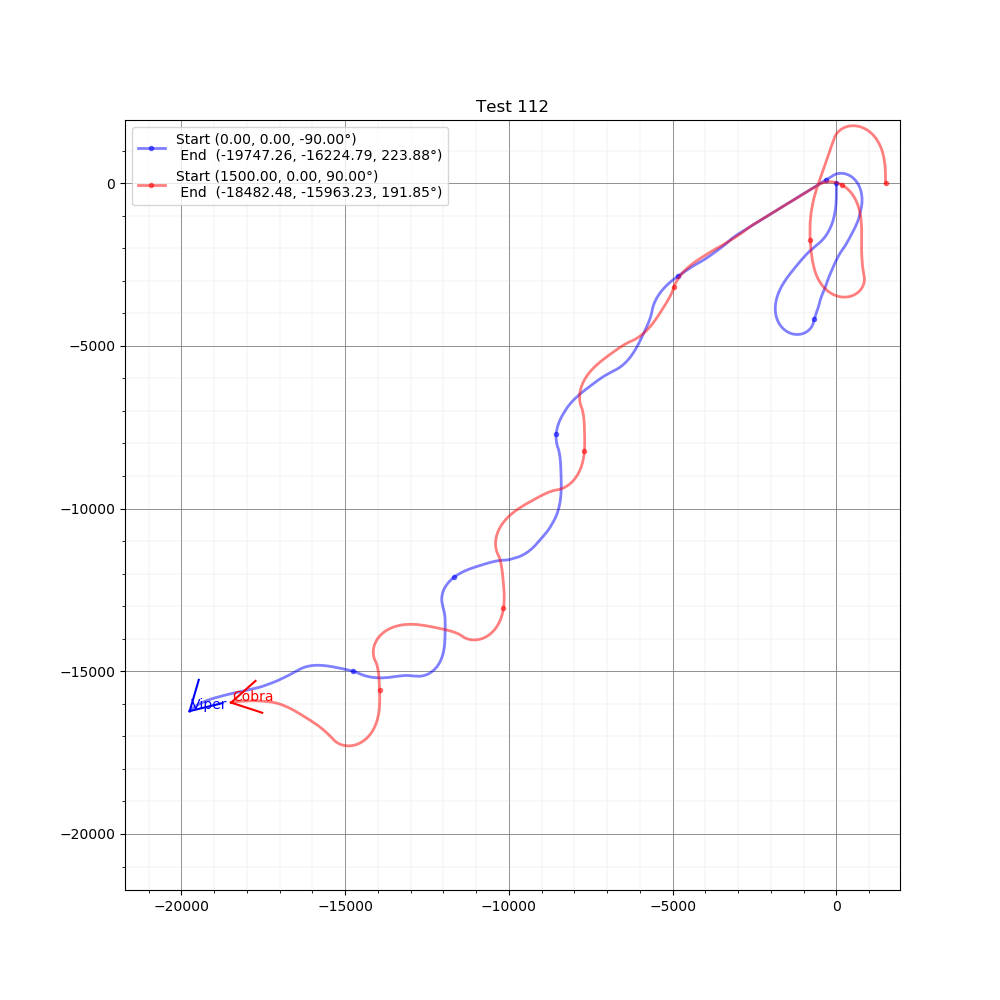 Test 112
Start (0.00, 0.00, -90.00°)
End  (-19747.26, -16224.79, 223.88°)
Start (1500.00, 0.00, 90.00°)
End  (-18482.48, -15963.23, 191.85°)
0
−5000
−10000
−15000
−20000
Viper
Cobra
−20000
−15000
−10000
−5000
0